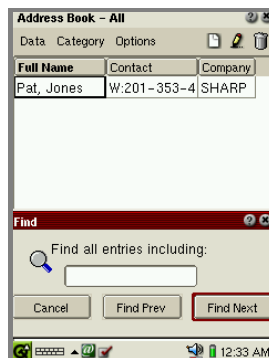 Address Book – All
Data Category Options
Full Name Contact Company
Pat, Jones W:201-353-4 SHARP
Find
Find all entries including:
Cancel Find Prev Find Next
12:33 AM